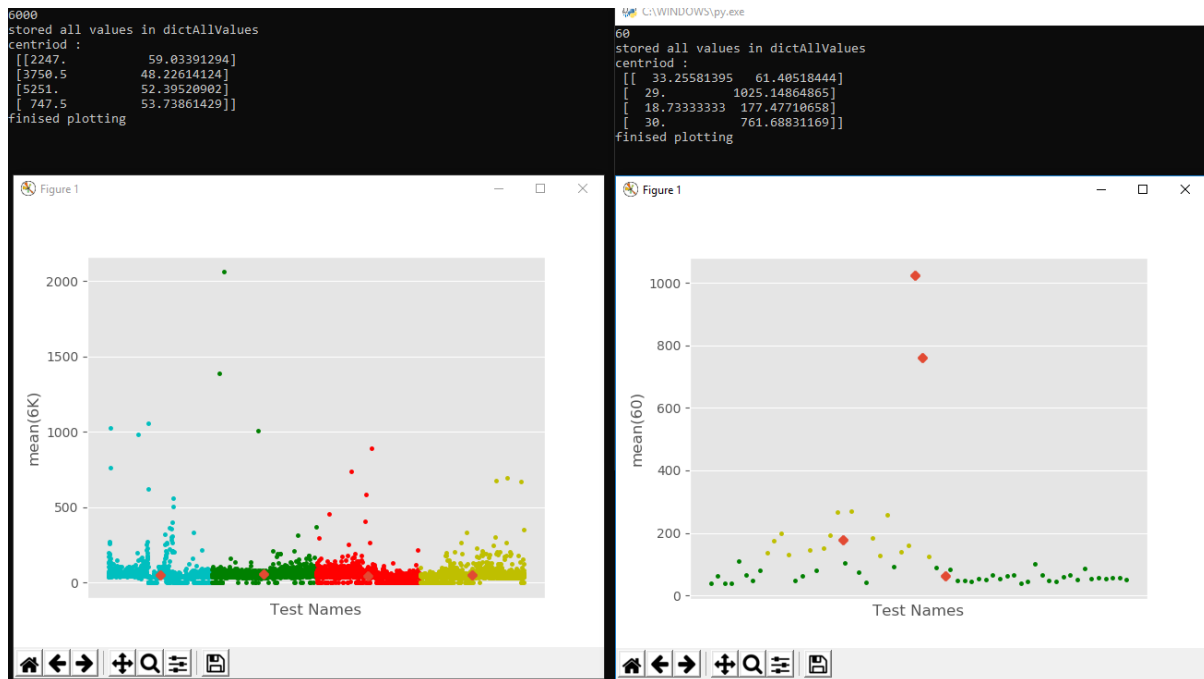 6000
stored all values in dictAllValues
centriod :
[[2247. 59.03391294]
[3750.5 48.22614124]
[5251. 52.39520902]
[ 747.5 53.73861429]]
finised plotting
Figure 1
2000
1500
1000
500
0
mean(6K)
Test Names
C:\WINDOWS\py.exe
60
stored all values in dictAllValues
centriod :
[[ 33.25581395 61.40518444]
[ 29. 1025.14864865]
[ 18.73333333 177.47710658]
[ 30. 761.68831169]]
finised plotting
Figure 1
1000
800
600
400
200
0
mean(60)
Test Names